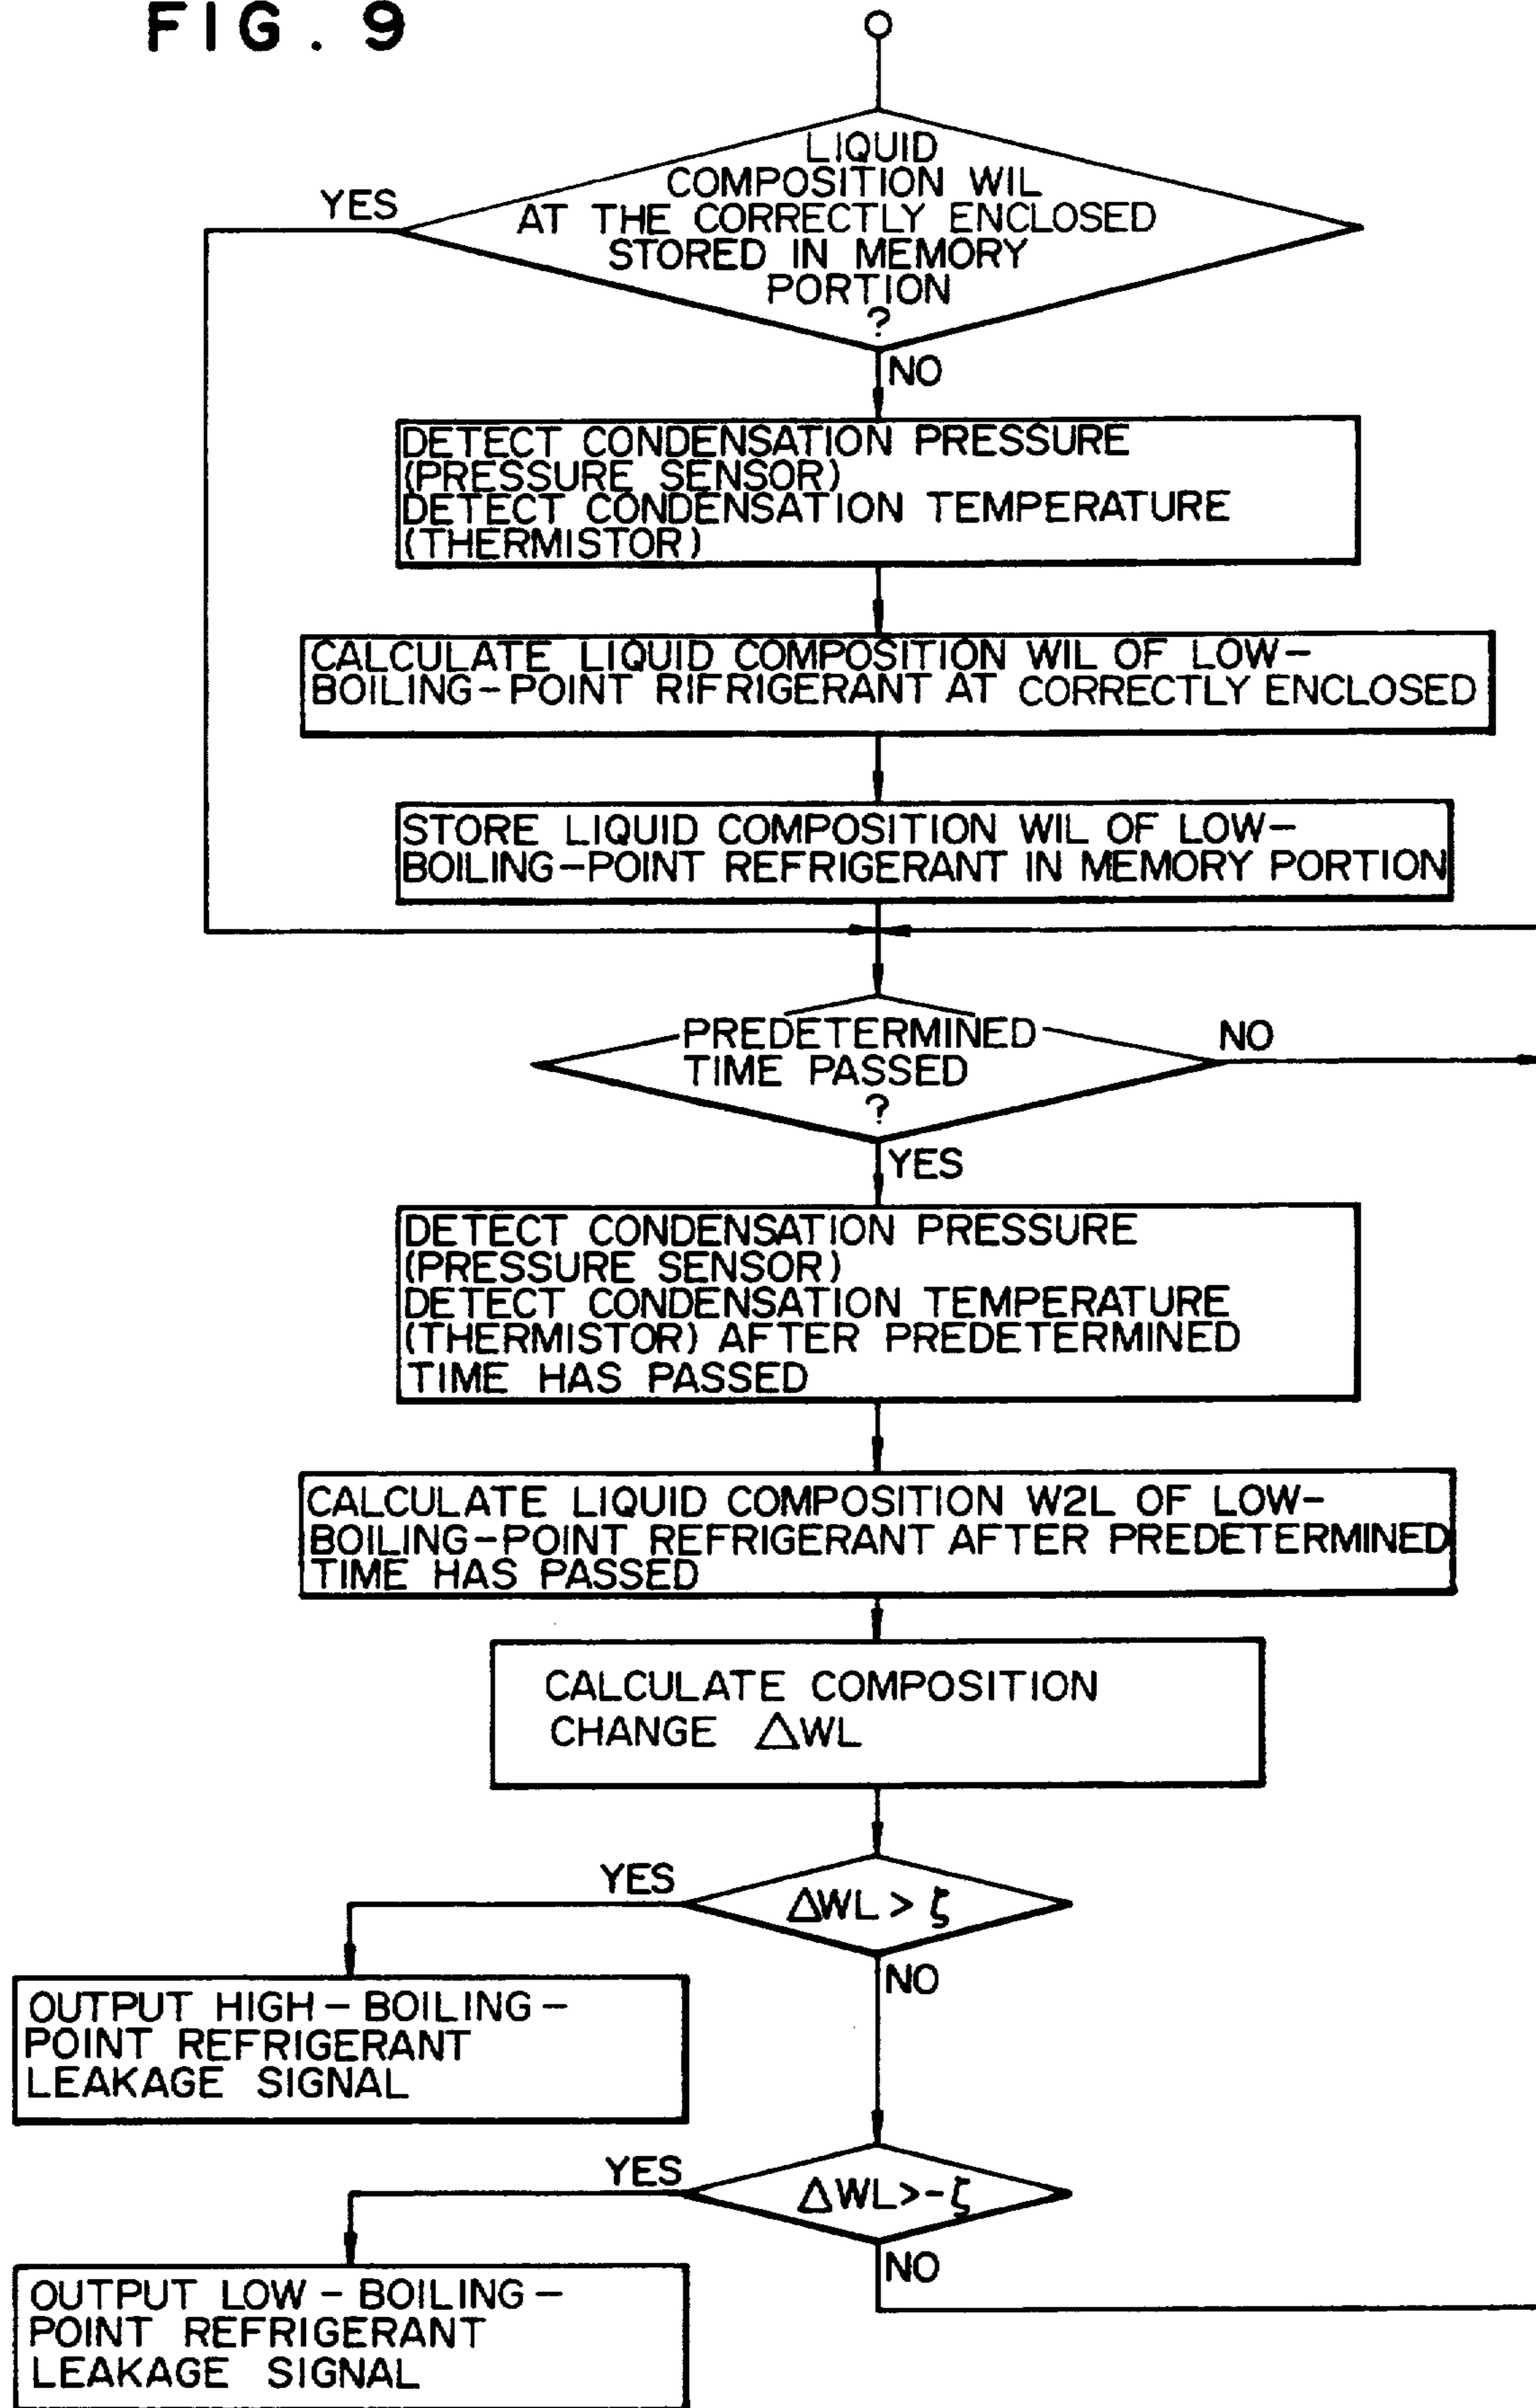 FIG. 9
LIQUID
COMPOSITION WIL
AT THE CORRECTLY ENCLOSED
STORED IN MEMORY
PORTION
?
YES
NO
DETECT CONDENSATION PRESSURE
(PRESSURE SENSOR)
DETECT CONDENSATION TEMPERATURE
(THERMISTOR)
CALCULATE LIQUID COMPOSITION WIL OF LOW-
BOILING-POINT RIFRIGERANT AT CORRECTLY ENCLOSED
STORE LIQUID COMPOSITION WIL OF LOW-
BOILING-POINT REFRIGERANT IN MEMORY PORTION
PREDETERMINED
TIME PASSED
?
NO
YES
DETECT CONDENSATION PRESSURE
(PRESSURE SENSOR)
DETECT CONDENSATION TEMPERATURE
(THERMISTOR) AFTER PREDETERMINED
TIME HAS PASSED
CALCULATE LIQUID COMPOSITION W2L OF LOW-
BOILING-POINT REFRIGERANT AFTER PREDETERMINED
TIME HAS PASSED
CALCULATE COMPOSITION
CHANGE △WL
YES
△WL > ζ
NO
OUTPUT HIGH-BOILING-
POINT REFRIGERANT
LEAKAGE SIGNAL
YES
△WL>-ζ
NO
OUTPUT LOW-BOILING-
POINT REFRIGERANT
LEAKAGE SIGNAL